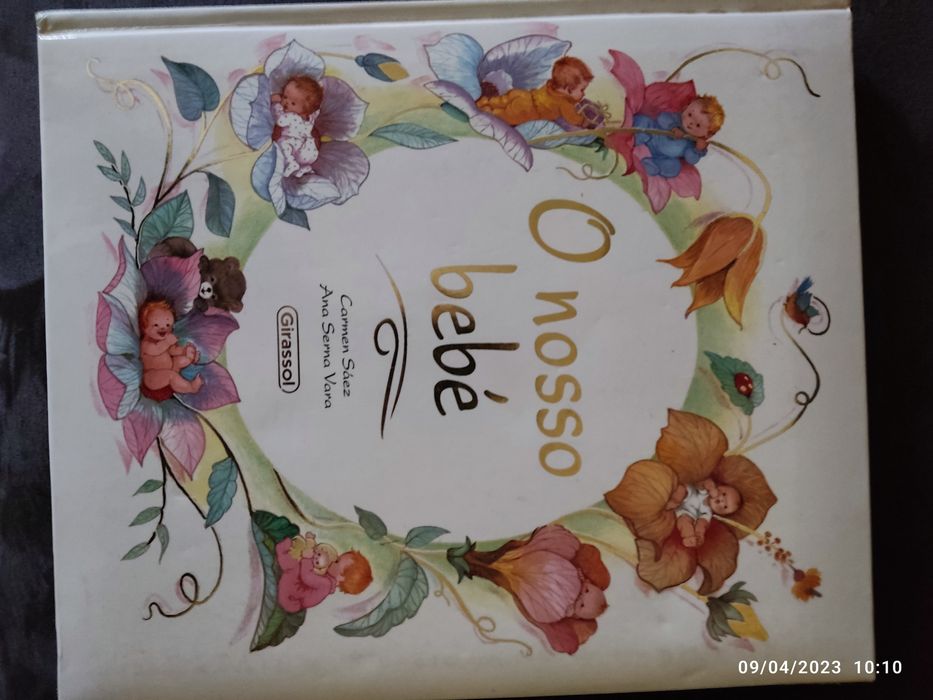 O nosso
bebé
Carmen Sáez
Ana Serna Vara
Girassol
09/04/2023 10:10